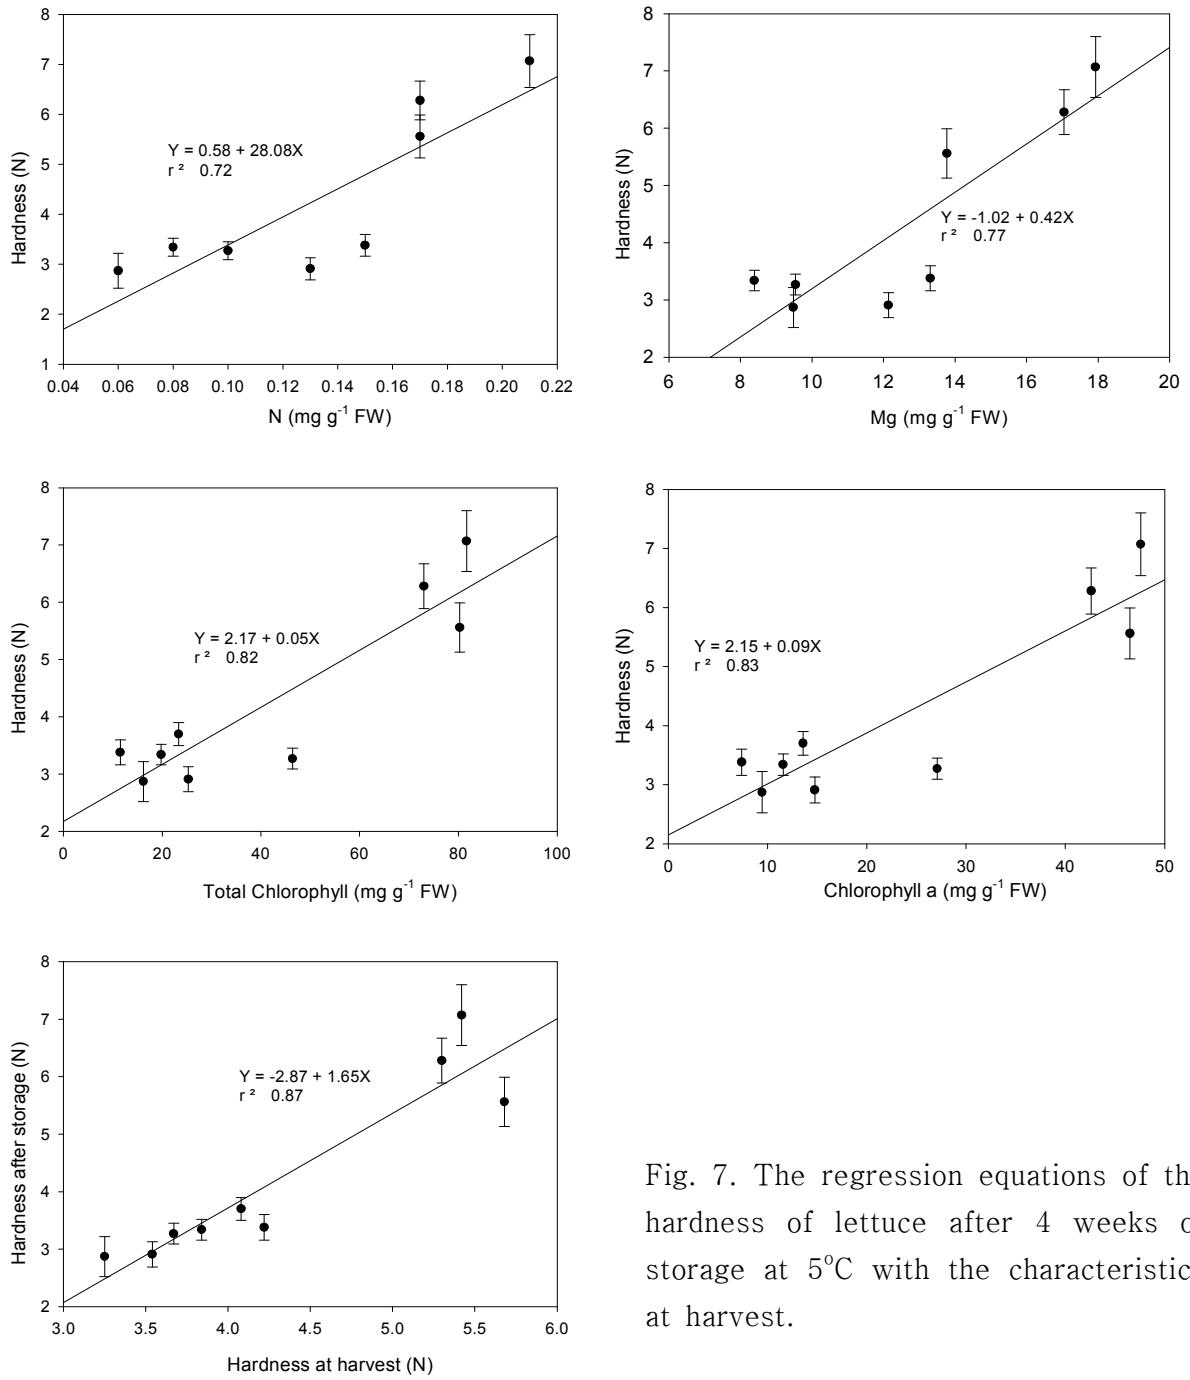 8
7
6
5
4
3
2
1
Hardness (N)
Y = 0.58 + 28.08X
r ² 0.72
0.04 0.06 0.08 0.10 0.12 0.14 0.16 0.18 0.20 0.22
N (mg g-1 FW)
8
7
6
5
4
3
2
Hardness (N)
Y = -1.02 + 0.42X
r ² 0.77
6 8 10 12 14 16 18 20
Mg (mg g-1 FW)
8
7
6
5
4
3
2
Hardness (N)
Y = 2.17 + 0.05X
r ² 0.82
0 20 40 60 80 100
Total Chlorophyll (mg g-1 FW)
8
7
6
5
4
3
2
Hardness (N)
Y = 2.15 + 0.09X
r ² 0.83
0 10 20 30 40 50
Chlorophyll a (mg g-1 FW)
8
7
6
5
4
3
2
Hardness after storage (N)
Y = -2.87 + 1.65X
r ² 0.87
3.0 3.5 4.0 4.5 5.0 5.5 6.0
Hardness at harvest (N)
Fig. 7. The regression equations of th
hardness of lettuce after 4 weeks o
storage at 5oC with the characteristic
at harvest.